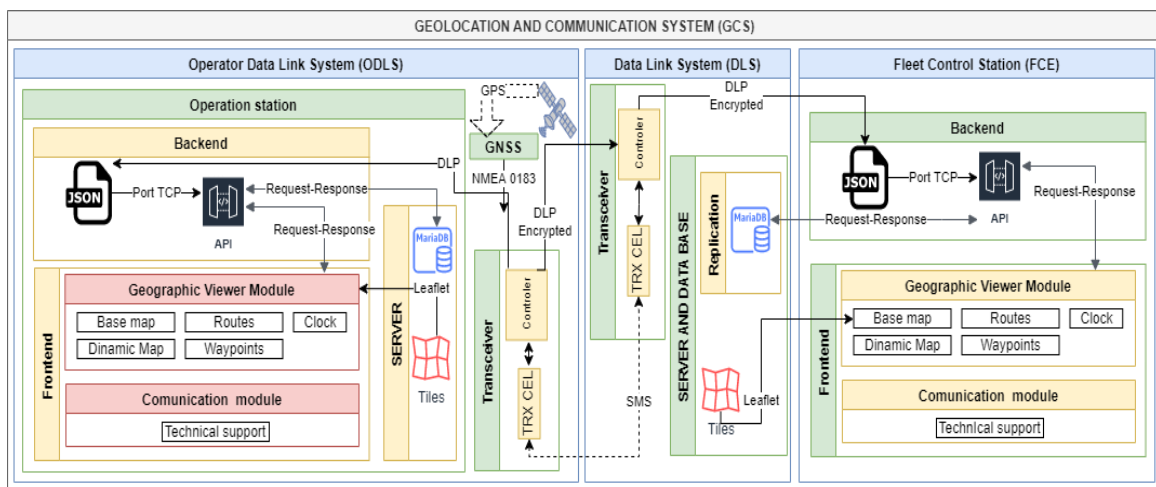 GEOLOCATION AND COMMUNICATION SYSTEM (GCS)
Operator Data Link System (ODLS)
Operation station
Backend
JSON
Port TCP
API
Request-Response
Request-Response
DLP
GPS
GNSS
NMEA 0183
DLP
Encrypted
SERVER
MariaDB
Leaflet
Tiles
Frontend
Geographic Viewer Module
Base map
Routes
Clock
Dinamic Map
Waypoints
Comunication module
Technical support
Transceiver
Controler
TRX CEL
Data Link System (DLS)
Transceiver
Controler
TRX CEL
SMS
DLP
Encrypted
SERVER AND DATA BASE
Replication
MariaDB
Tiles
Leaflet
Request-Response
Fleet Control Station (FCE)
Backend
JSON
Port TCP
API
Request-Response
Frontend
Geographic Viewer Module
Base map
Routes
Clock
Dinamic Map
Waypoints
Comunication module
Technical support